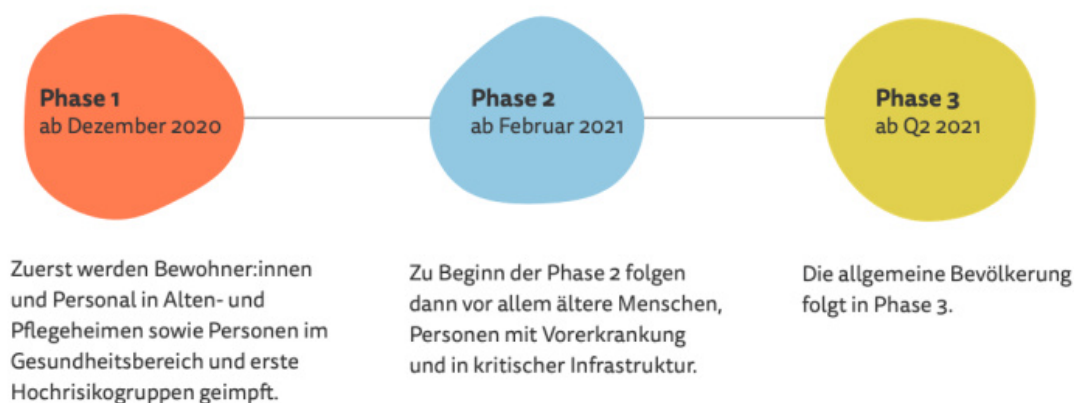 Phase 1
ab Dezember 2020
Phase 2
ab Februar 2021
Phase 3
ab Q2 2021
Zuerst werden Bewohner:innen
und Personal in Alten- und
Pflegeheimen sowie Personen im
Gesundheitsbereich und erste
Hochrisikogruppen geimpft.
Zu Beginn der Phase 2 folgen
dann vor allem ältere Menschen,
Personen mit Vorerkrankung
und in kritischer Infrastruktur.
Die allgemeine Bevölkerung
folgt in Phase 3.